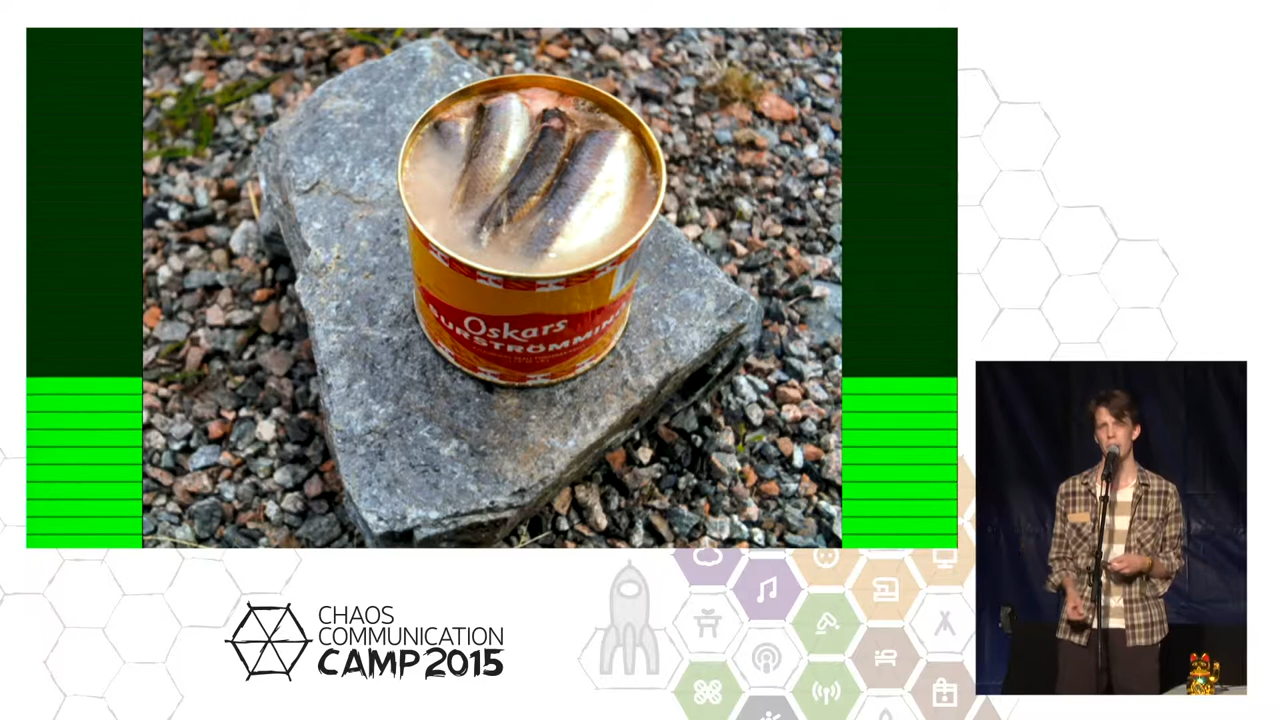 Oskars
SURSTRÖMMING
CHAOS
COMMUNICATION
CAMP 2015